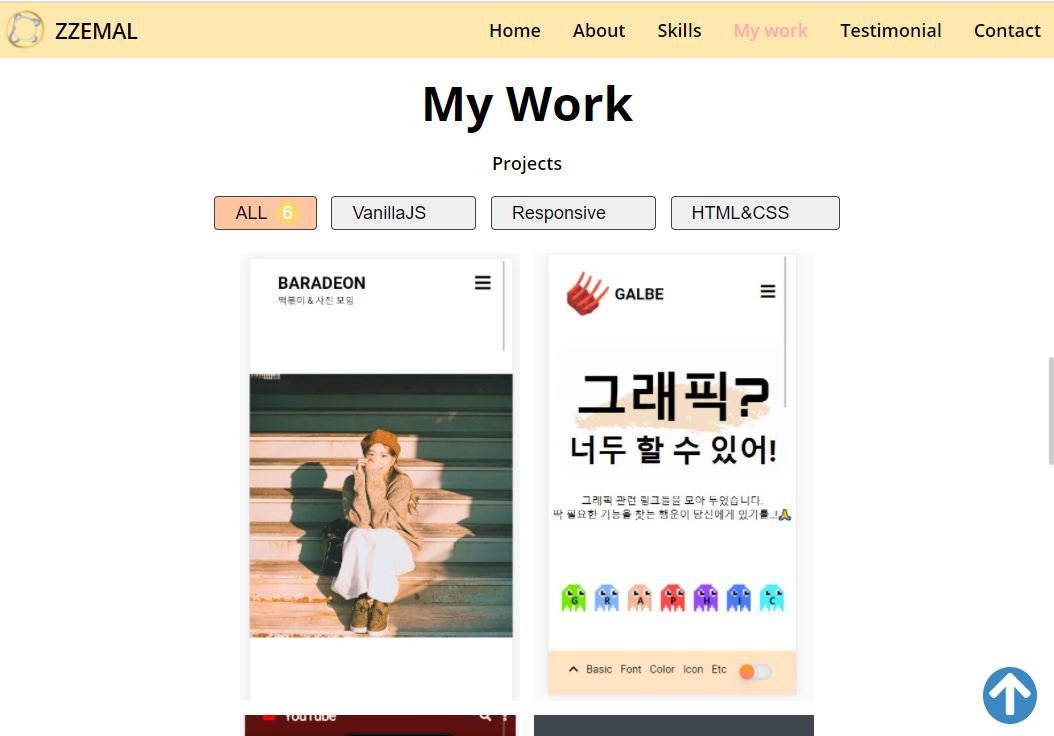 ZZEMAL Home About Skills My work Testimonial Contact
My Work
Projects
ALL 6 VanillaJS Responsive HTML&CSS
BARADEON
떡볶이 & 사진 모임
GALBE
그래픽?
너두 할 수 있어!
그래픽 관련 링크들을 모아 두었습니다.
딱 필요한 기능을 찾는 행운이 당신에게 있기를..!🙏
G R A P H I C
Basic Font Color Icon Etc
YouTube